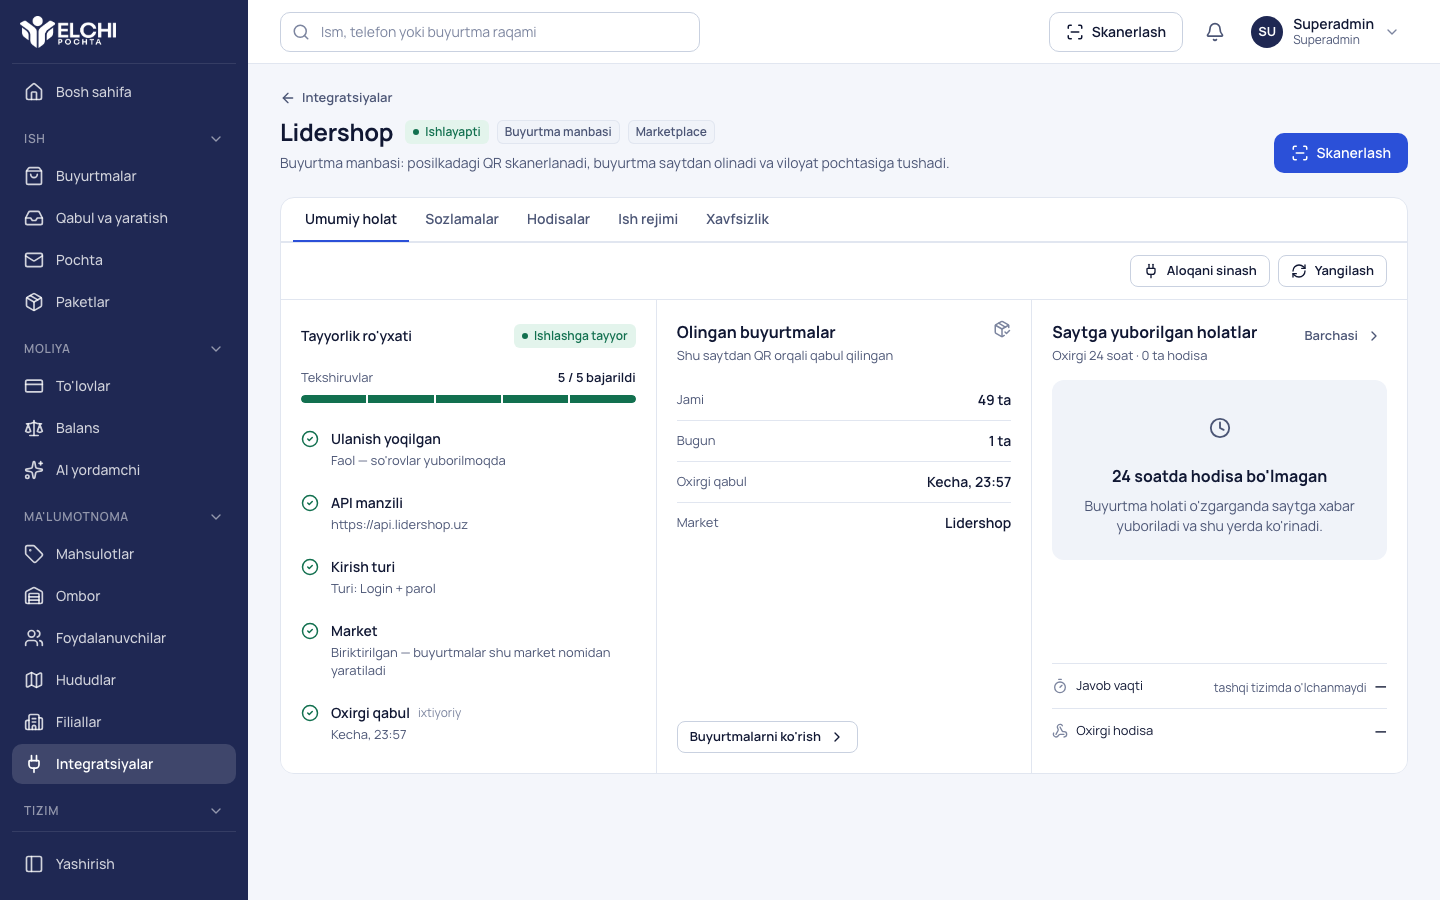 ELCHI
POCHTA
Ism, telefon yoki buyurtma raqami
Skanerlash
SU
Superadmin
Superadmin
Bosh sahifa
ISH
Buyurtmalar
Qabul va yaratish
Pochta
Paketlar
MOLIYA
To'lovlar
Balans
AI yordamchi
MA'LUMOTNOMA
Mahsulotlar
Ombor
Foydalanuvchilar
Hududlar
Filiallar
Integratsiyalar
TIZIM
Yashirish
Integratsiyalar
Lidershop
Ishlayapti
Buyurtma manbasi
Marketplace
Buyurtma manbasi: posilkadagi QR skanerlanadi, buyurtma saytdan olinadi va viloyat pochtasiga tushadi.
Skanerlash
Umumiy holat
Sozlamalar
Hodisalar
Ish rejimi
Xavfsizlik
Aloqani sinash
Yangilash
Tayyorlik ro'yxati
Ishlashga tayyor
Tekshiruvlar
5 / 5 bajarildi
Ulanish yoqilgan
Faol — so'rovlar yuborilmoqda
API manzili
https://api.lidershop.uz
Kirish turi
Turi: Login + parol
Market
Biriktirilgan — buyurtmalar shu market nomidan
yaratiladi
Oxirgi qabul ixtiyoriy
Kecha, 23:57
Olingan buyurtmalar
Shu saytdan QR orqali qabul qilingan
Jami
49 ta
Bugun
1 ta
Oxirgi qabul
Kecha, 23:57
Market
Lidershop
Buyurtmalarni ko'rish
Saytga yuborilgan holatlar
Barchasi
Oxirgi 24 soat · 0 ta hodisa
24 soatda hodisa bo'lmagan
Buyurtma holati o'zgarganda saytga xabar
yuboriladi va shu yerda ko'rinadi.
Javob vaqti
tashqi tizimda o'lchanmaydi —
Oxirgi hodisa
—